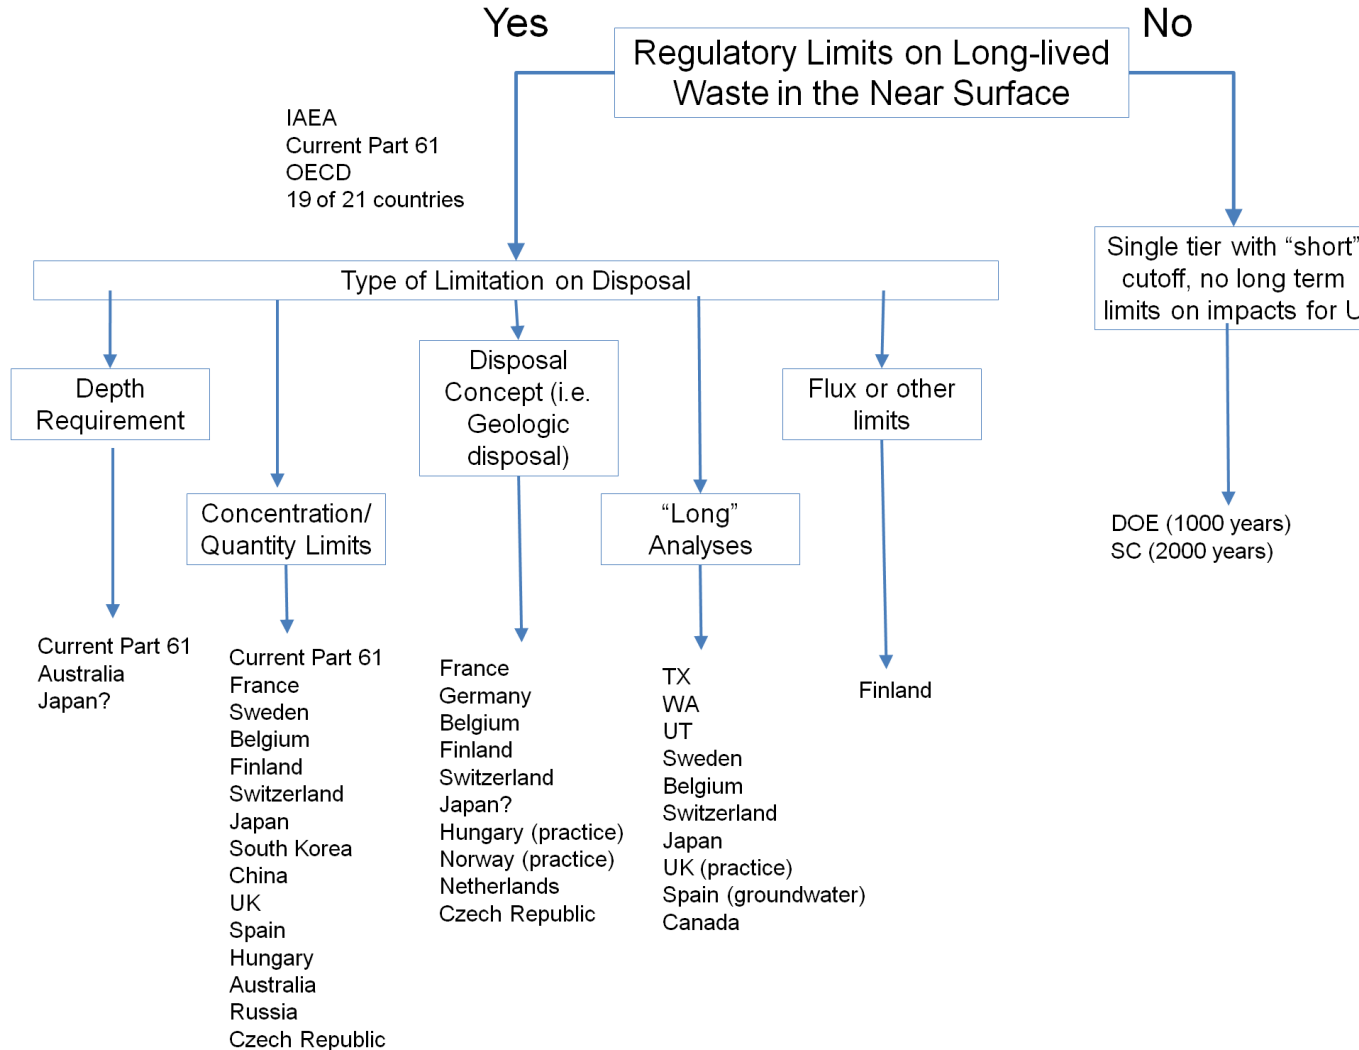 Yes
No
Regulatory Limits on Long-lived
Waste in the Near Surface
IAEA
Current Part 61
OECD
19 of 21 countries
Single tier with “short”
cutoff, no long term
limits on impacts for U
Type of Limitation on Disposal
Depth
Requirement
Disposal
Concept (i.e.
Geologic
disposal)
Flux or other
limits
Concentration/
Quantity Limits
“Long”
Analyses
DOE (1000 years)
SC (2000 years)
Current Part 61
Australia
Japan?
Current Part 61
France
Sweden
Belgium
Finland
Switzerland
Japan
South Korea
China
UK
Spain
Hungary
Australia
Russia
Czech Republic
France
Germany
Belgium
Finland
Switzerland
Japan?
Hungary (practice)
Norway (practice)
Netherlands
Czech Republic
TX
WA
UT
Sweden
Belgium
Switzerland
Japan
UK (practice)
Spain (groundwater)
Canada
Finland